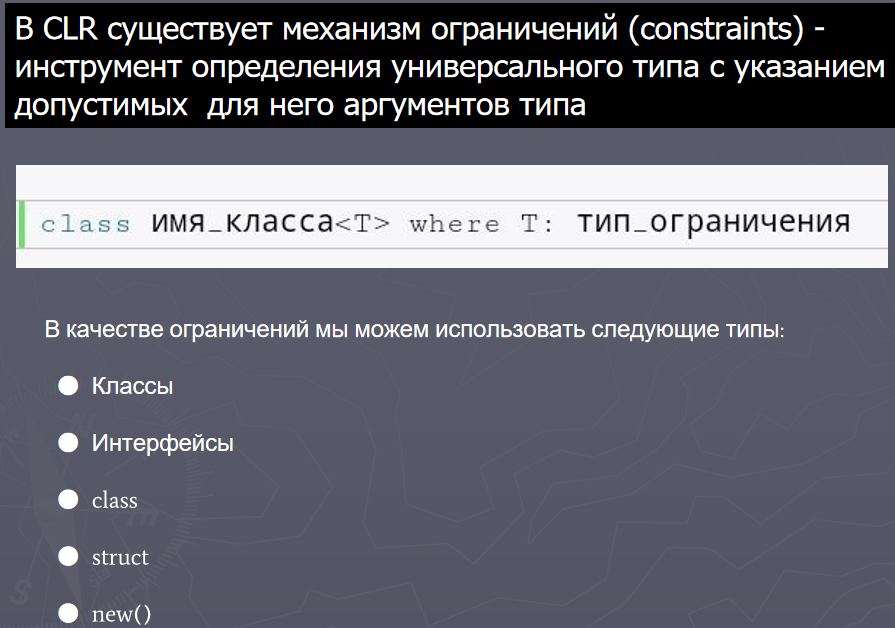 В CLR существует механизм ограничений (constraints) -
инструмент определения универсального типа с указанием
допустимых для него аргументов типа
class имя_класса<T> where T: тип_ограничения
В качестве ограничений мы можем использовать следующие типы:
Классы
Интерфейсы
class
struct
new()